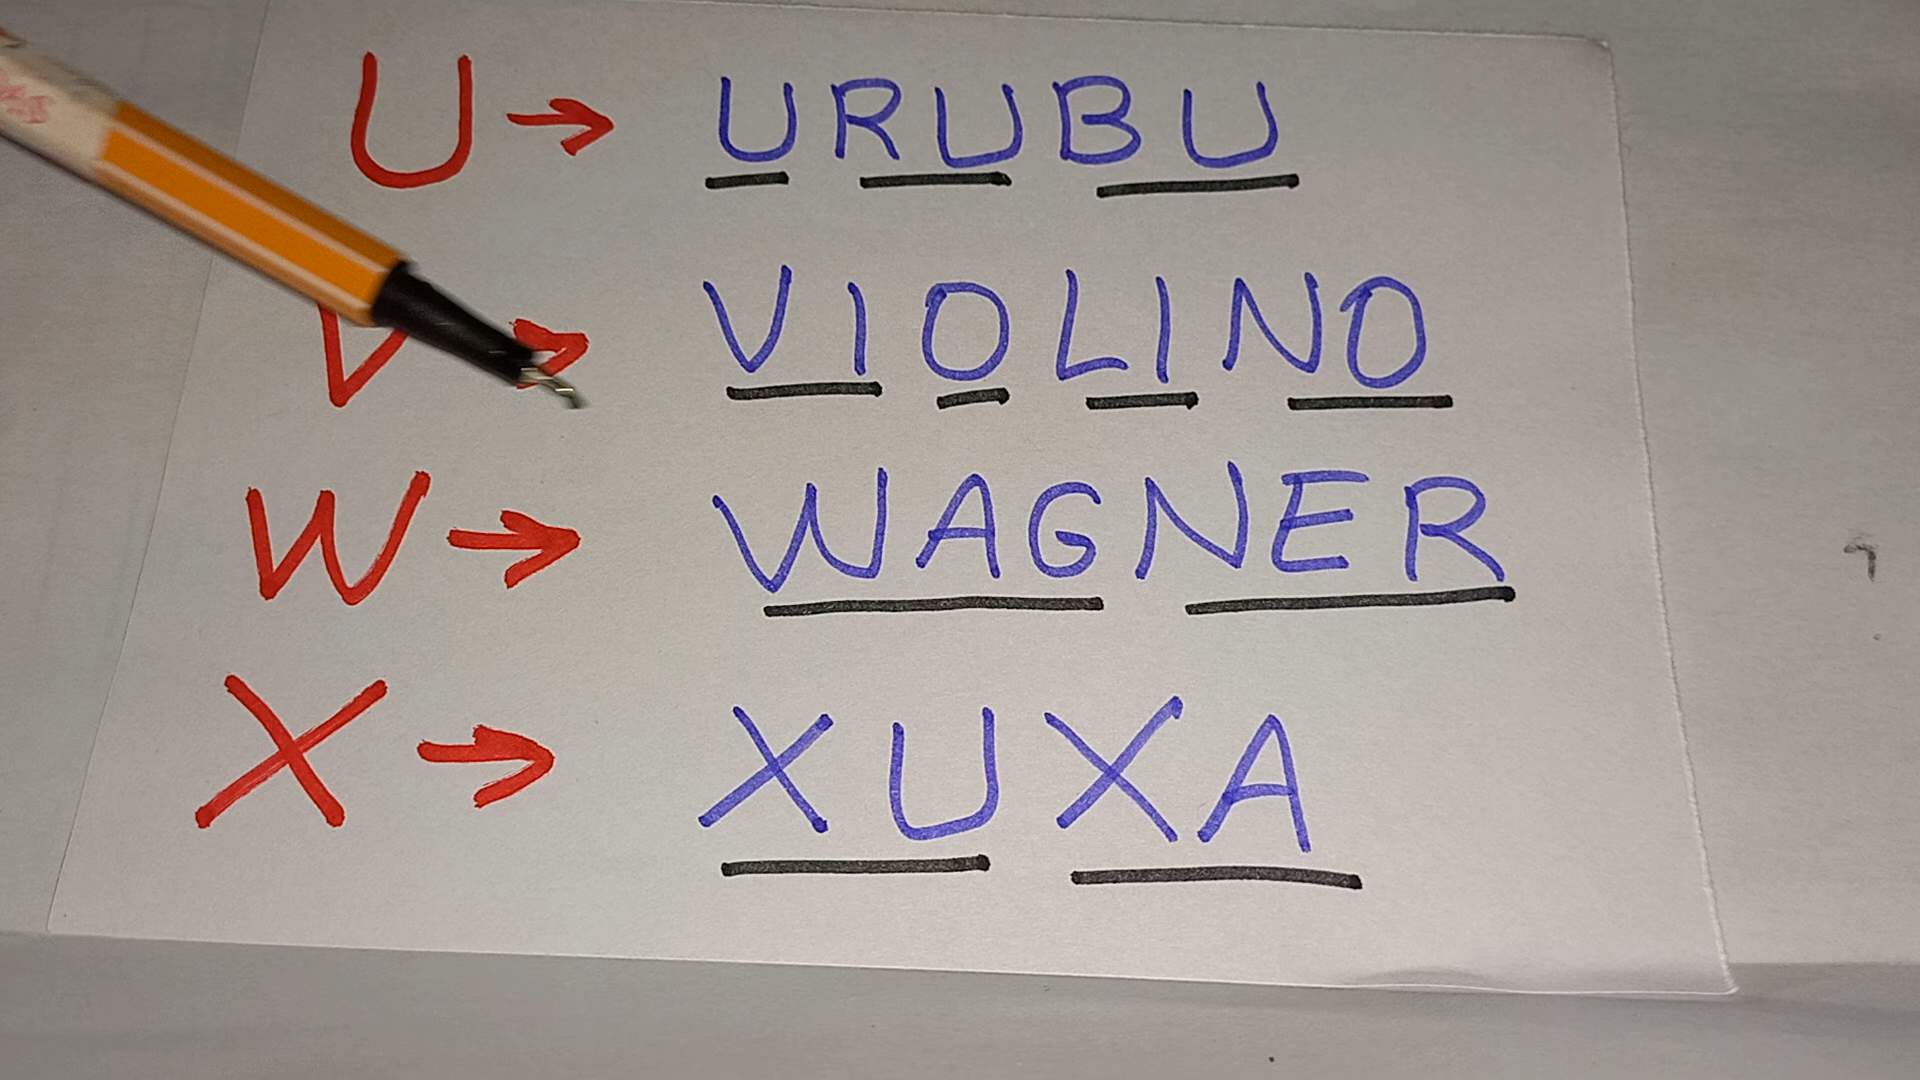 U → URUBU
V → VIOLINO
W → WAGNER
X → XUXA